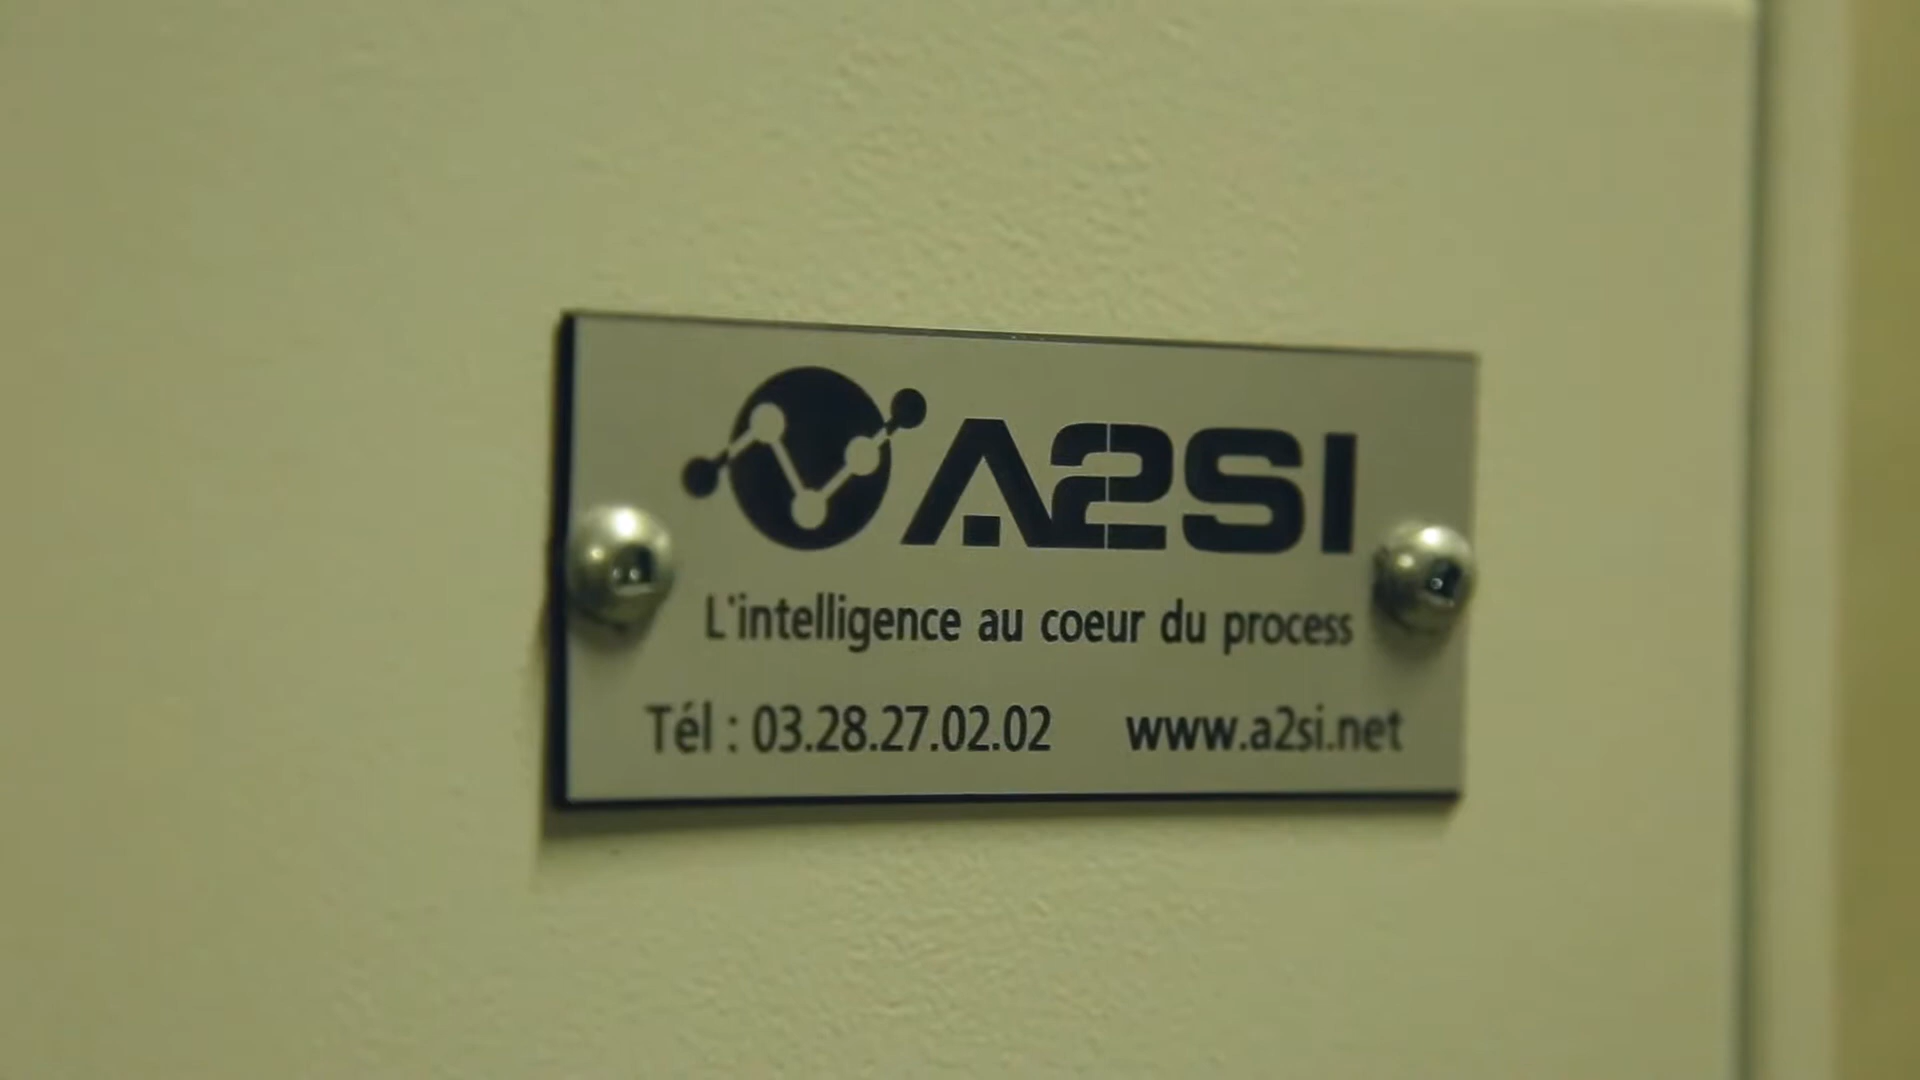 A2SI
L'intelligence au coeur du process
Tél : 03.28.27.02.02 www.a2si.net